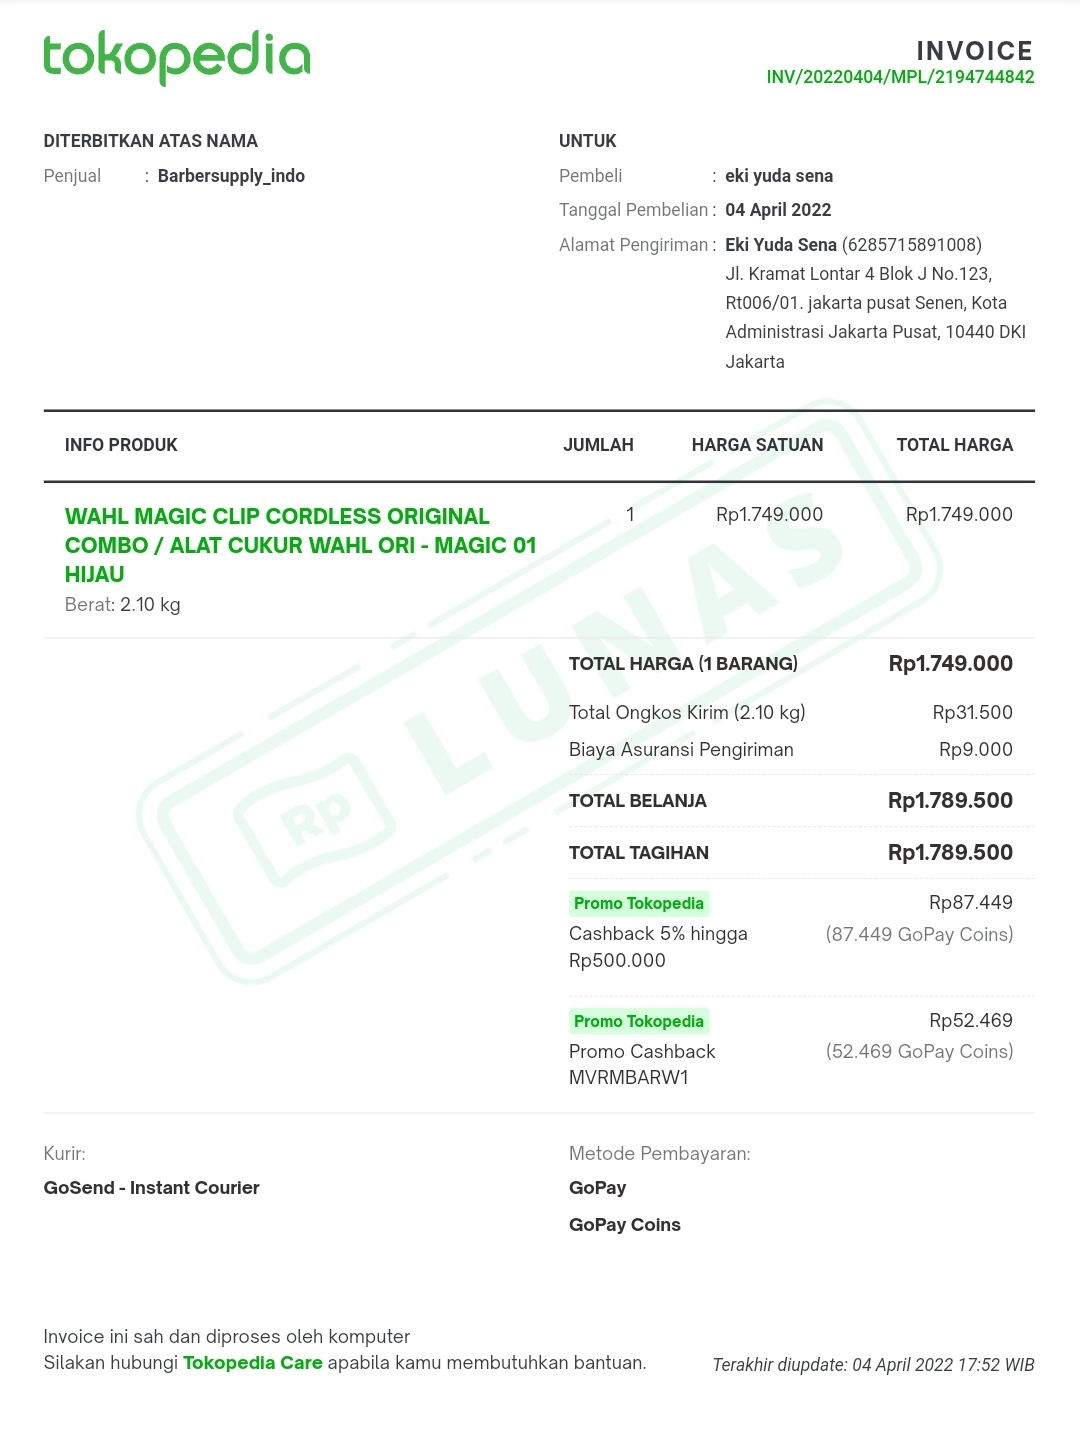 tokopedia
INVOICE
INV/20220404/MPL/2194744842
DITERBITKAN ATAS NAMA
Penjual : Barbersupply_indo
UNTUK
Pembeli : eki yuda sena
Tanggal Pembelian : 04 April 2022
Alamat Pengiriman : Eki Yuda Sena (6285715891008)
Jl. Kramat Lontar 4 Blok J No.123,
Rt006/01. jakarta pusat Senen, Kota
Administrasi Jakarta Pusat, 10440 DKI
Jakarta
INFO PRODUK JUMLAH HARGA SATUAN TOTAL HARGA
WAHL MAGIC CLIP CORDLESS ORIGINAL 1 Rp1.749.000 Rp1.749.000
COMBO / ALAT CUKUR WAHL ORI - MAGIC 01
HIJAU
Berat: 2.10 kg
Rp LUNAS
TOTAL HARGA (1 BARANG) Rp1.749.000
Total Ongkos Kirim (2.10 kg) Rp31.500
Biaya Asuransi Pengiriman Rp9.000
TOTAL BELANJA Rp1.789.500
TOTAL TAGIHAN Rp1.789.500
Promo Tokopedia Rp87.449
Cashback 5% hingga (87.449 GoPay Coins)
Rp500.000
Promo Tokopedia Rp52.469
Promo Cashback (52.469 GoPay Coins)
MVRMBARW1
Kurir:
GoSend - Instant Courier
Metode Pembayaran:
GoPay
GoPay Coins
Invoice ini sah dan diproses oleh komputer
Silakan hubungi Tokopedia Care apabila kamu membutuhkan bantuan.
Terakhir diupdate: 04 April 2022 17:52 WIB